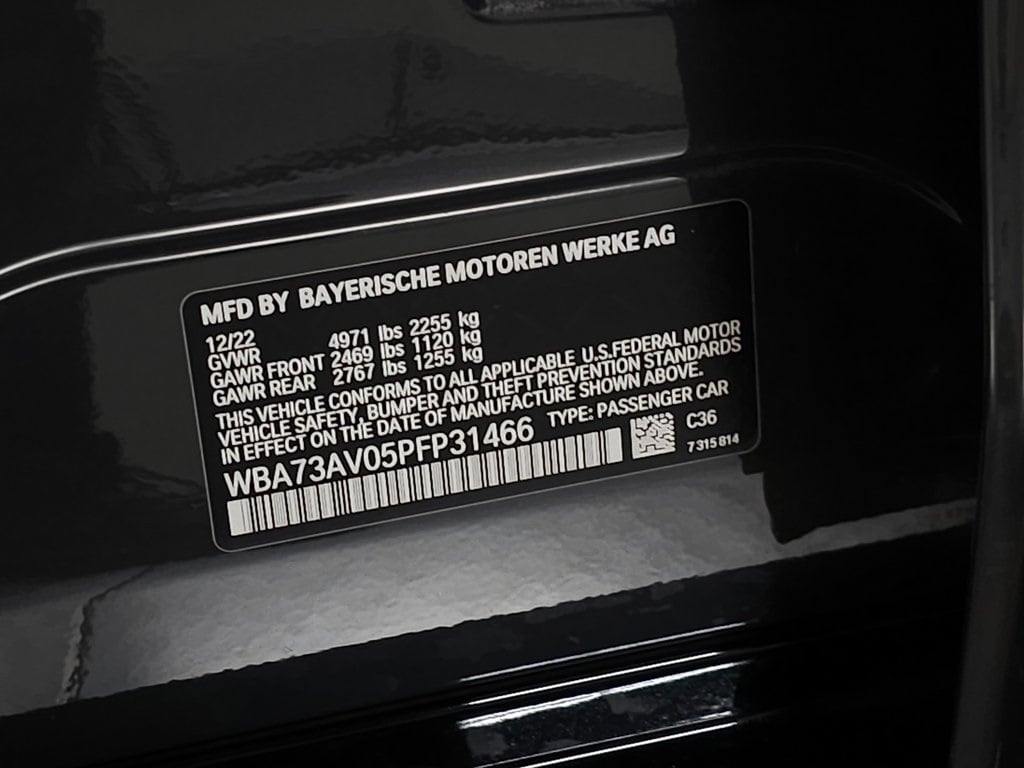 MFD BY BAYERISCHE MOTOREN WERKE AG
12/22
GVWR 4971 lbs 2255 kg
GAWR FRONT 2469 lbs 1120 kg
GAWR REAR 2767 lbs 1255 kg
THIS VEHICLE CONFORMS TO ALL APPLICABLE U.S.FEDERAL MOTOR
VEHICLE SAFETY, BUMPER AND THEFT PREVENTION STANDARDS
IN EFFECT ON THE DATE OF MANUFACTURE SHOWN ABOVE.
WBA73AV05PFP31466 TYPE: PASSENGER CAR
C36
7 315 814